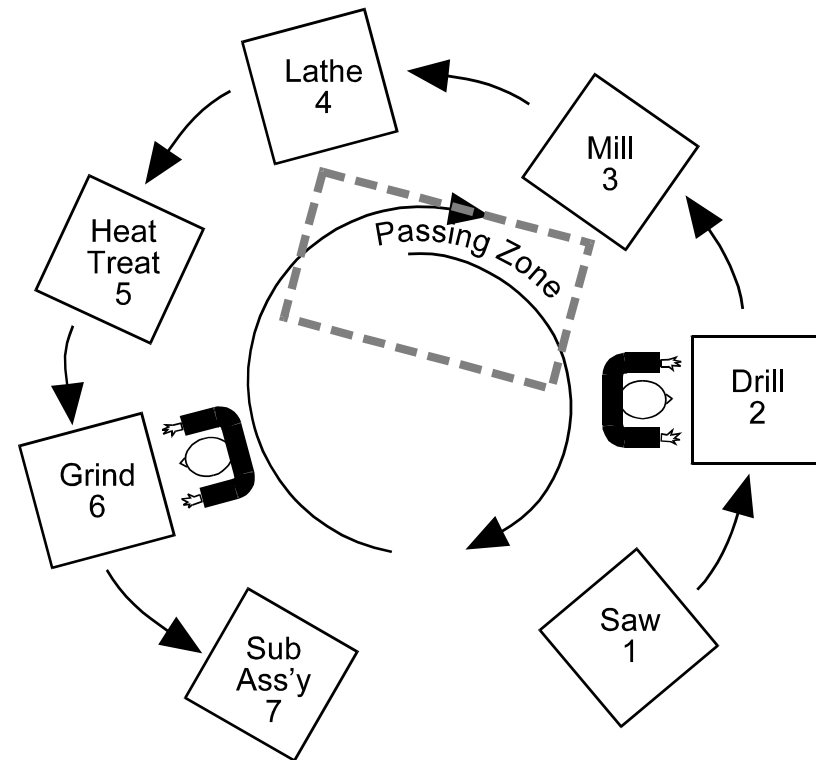 Lathe
4
Mill
3
Heat
Treat
5
Passing Zone
Drill
2
Grind
6
Saw
1
Sub
Ass’y
7